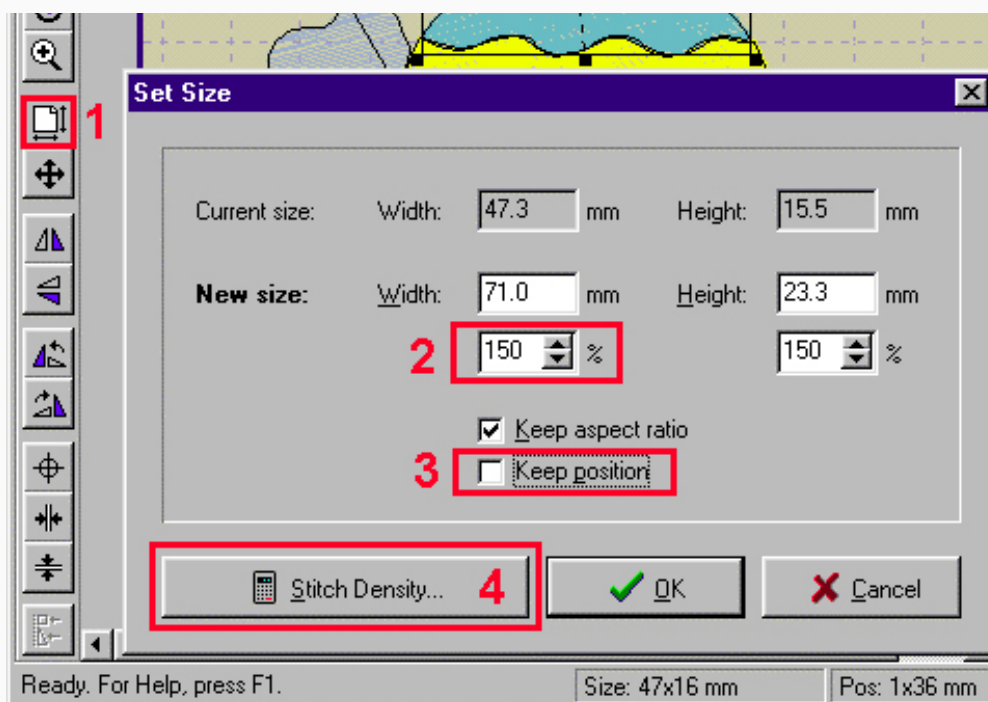 1
Set Size
Current size: Width: 47.3 mm Height: 15.5 mm
New size: Width: 71.0 mm Height: 23.3 mm
2 150 % 150 %
Keep aspect ratio
3 Keep position
Stitch Density... 4 OK Cancel
Ready. For Help, press F1. Size: 47x16 mm Pos: 1x36 mm